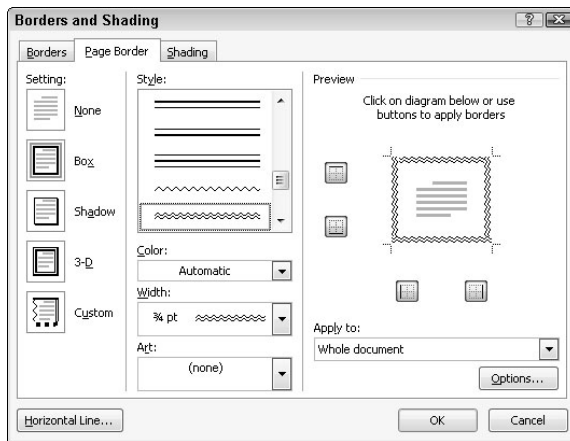 Borders and Shading
Borders
Page Border
Shading
Setting:
None
Box
Shadow
3-D
Custom
Style:
Color:
Automatic
Width:
¾ pt
Art:
(none)
Preview
Click on diagram below or use
buttons to apply borders
Apply to:
Whole document
Options...
Horizontal Line...
OK
Cancel